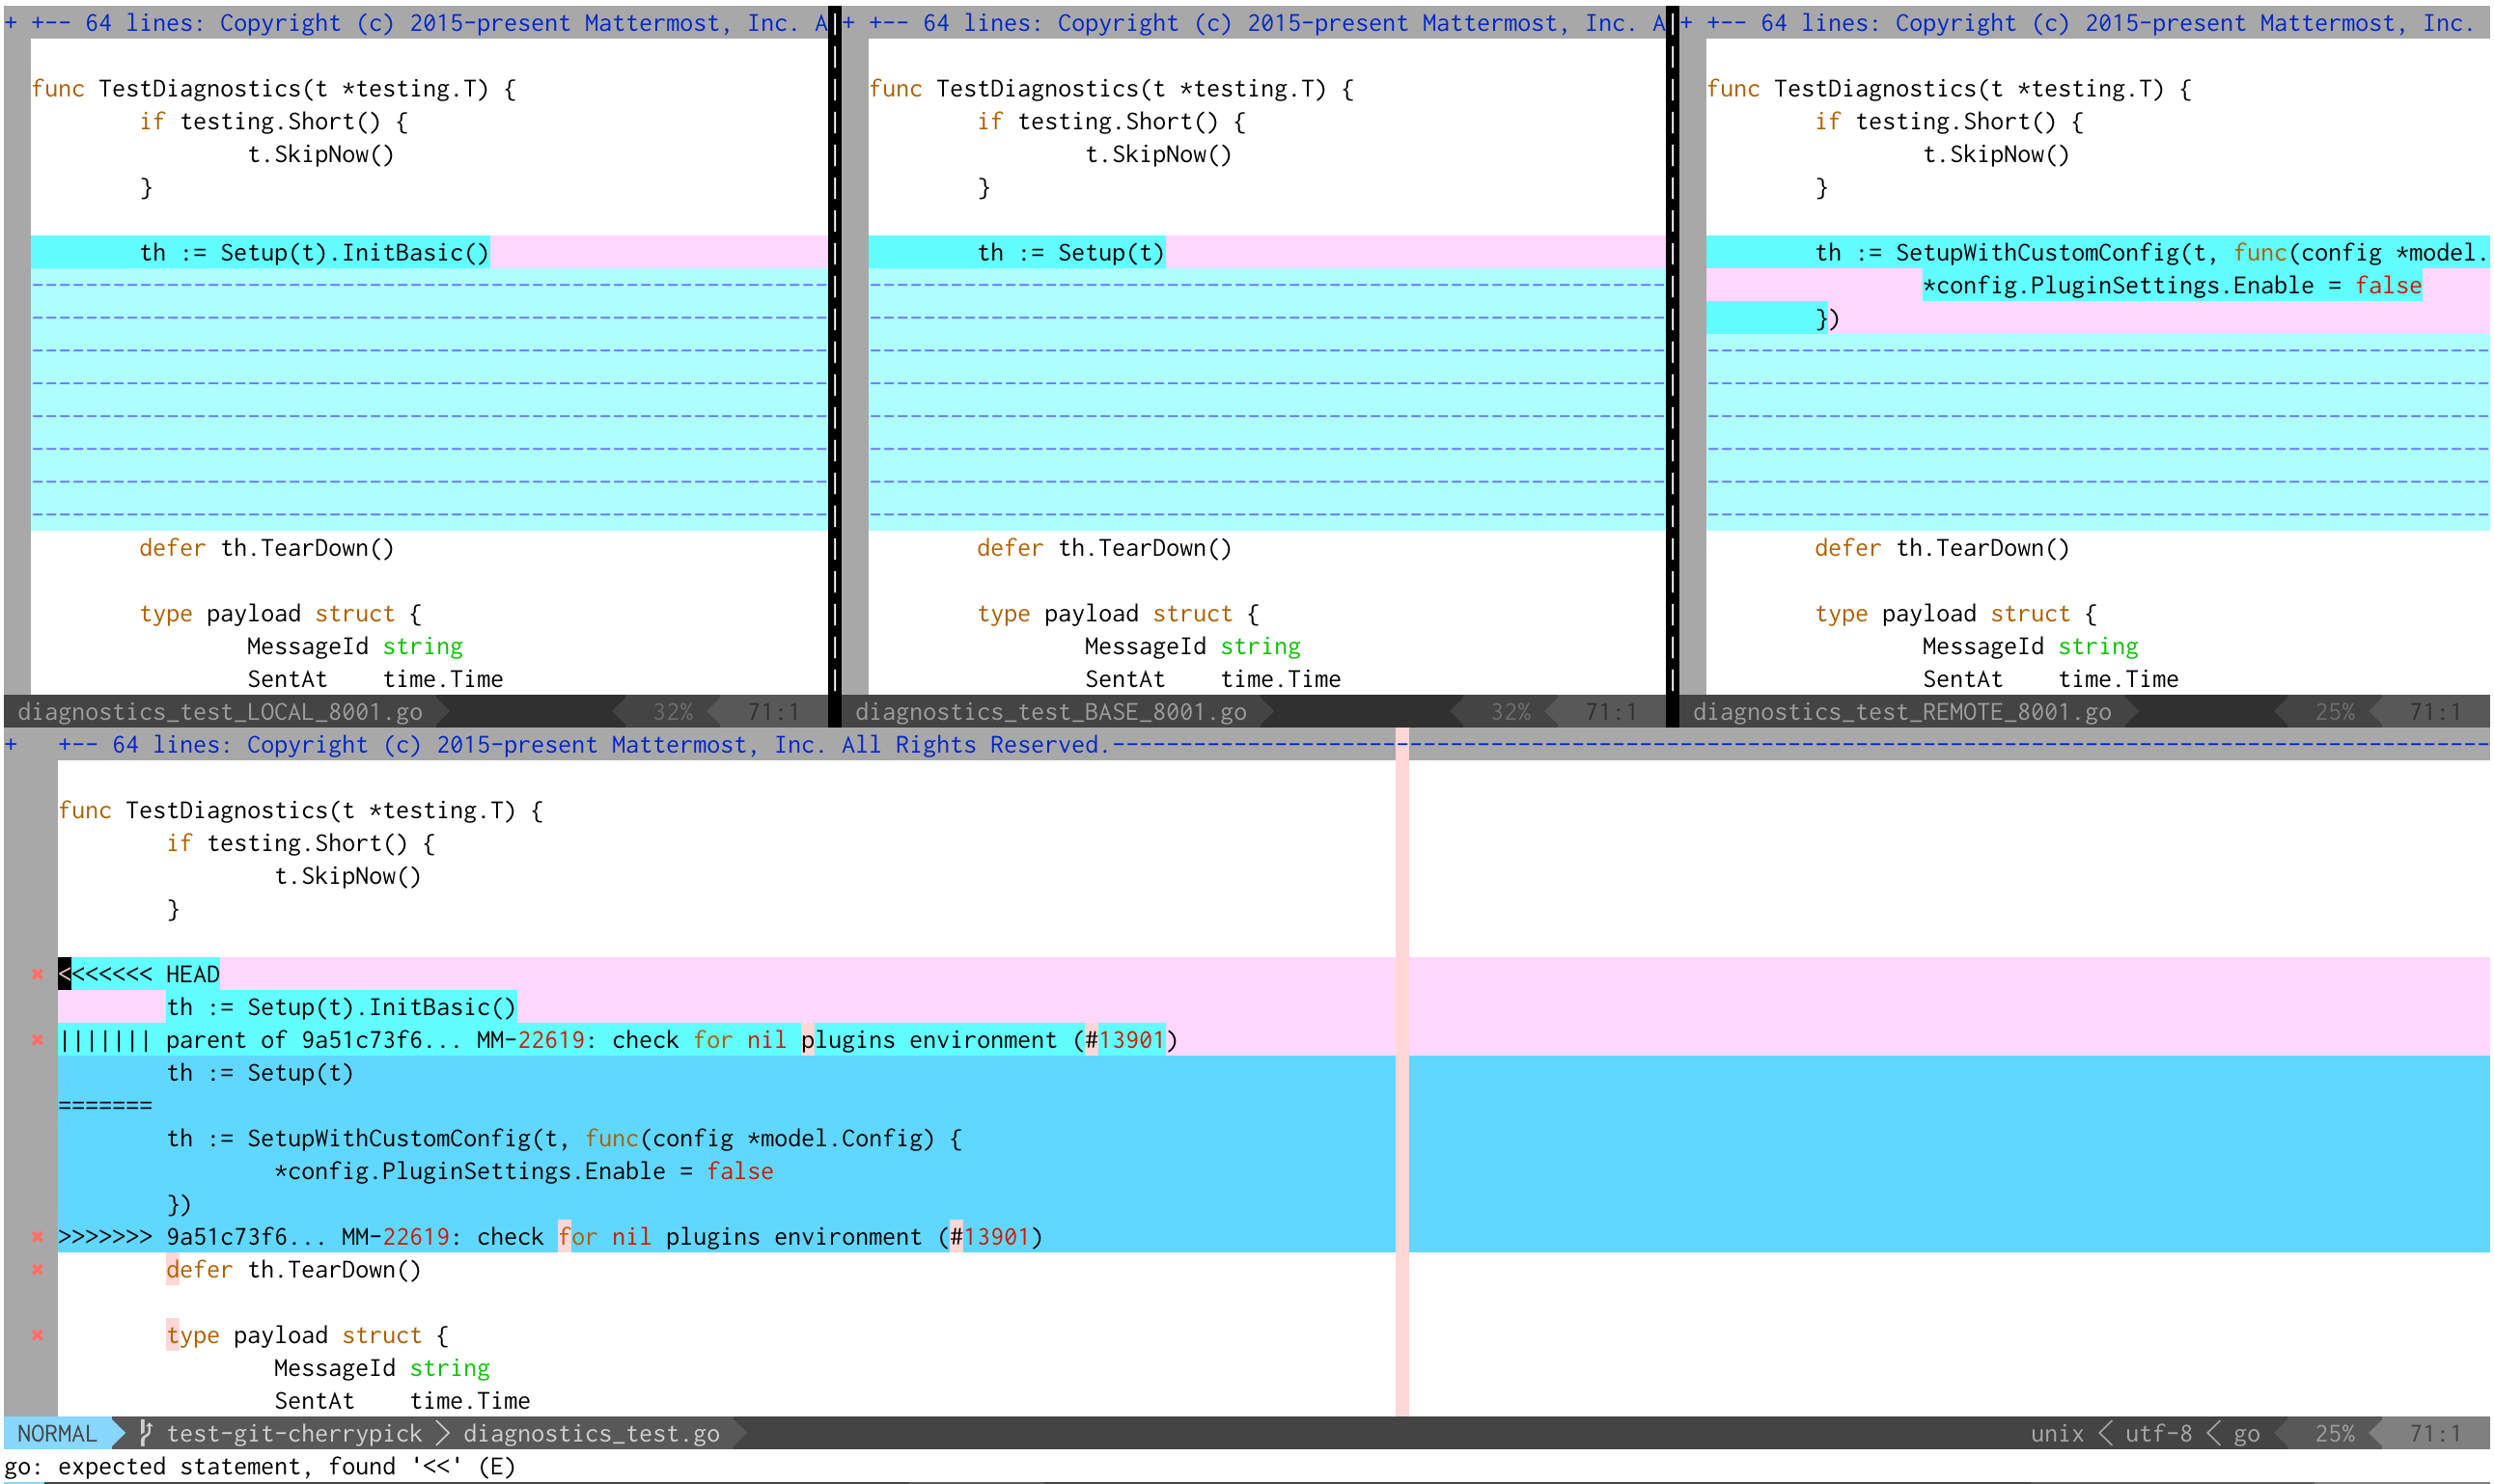 + +-- 64 lines: Copyright (c) 2015-present Mattermost, Inc. A

func TestDiagnostics(t *testing.T) {
        if testing.Short() {
                t.SkipNow()
        }

        th := Setup(t).InitBasic()
        defer th.TearDown()

        type payload struct {
                MessageId string
                SentAt    time.Time
diagnostics_test_LOCAL_8001.go 32% 71:1
+ +-- 64 lines: Copyright (c) 2015-present Mattermost, Inc. A

func TestDiagnostics(t *testing.T) {
        if testing.Short() {
                t.SkipNow()
        }

        th := Setup(t)
        defer th.TearDown()

        type payload struct {
                MessageId string
                SentAt    time.Time
diagnostics_test_BASE_8001.go 32% 71:1
+ +-- 64 lines: Copyright (c) 2015-present Mattermost, Inc.

func TestDiagnostics(t *testing.T) {
        if testing.Short() {
                t.SkipNow()
        }

        th := SetupWithCustomConfig(t, func(config *model.
                *config.PluginSettings.Enable = false
        })
        defer th.TearDown()

        type payload struct {
                MessageId string
                SentAt    time.Time
diagnostics_test_REMOTE_8001.go 25% 71:1
+   +-- 64 lines: Copyright (c) 2015-present Mattermost, Inc. All Rights Reserved.------------------------------------------------------------------------------------------------------

func TestDiagnostics(t *testing.T) {
        if testing.Short() {
                t.SkipNow()
        }

✖ <<<<<<< HEAD
        th := Setup(t).InitBasic()
✖ ||||||| parent of 9a51c73f6... MM-22619: check for nil plugins environment (#13901)
        th := Setup(t)
=======
        th := SetupWithCustomConfig(t, func(config *model.Config) {
                *config.PluginSettings.Enable = false
        })
✖ >>>>>>> 9a51c73f6... MM-22619: check for nil plugins environment (#13901)
✖       defer th.TearDown()

✖       type payload struct {
                MessageId string
                SentAt    time.Time
NORMAL test-git-cherrypick > diagnostics_test.go unix < utf-8 < go 25% 71:1
go: expected statement, found '<<' (E)